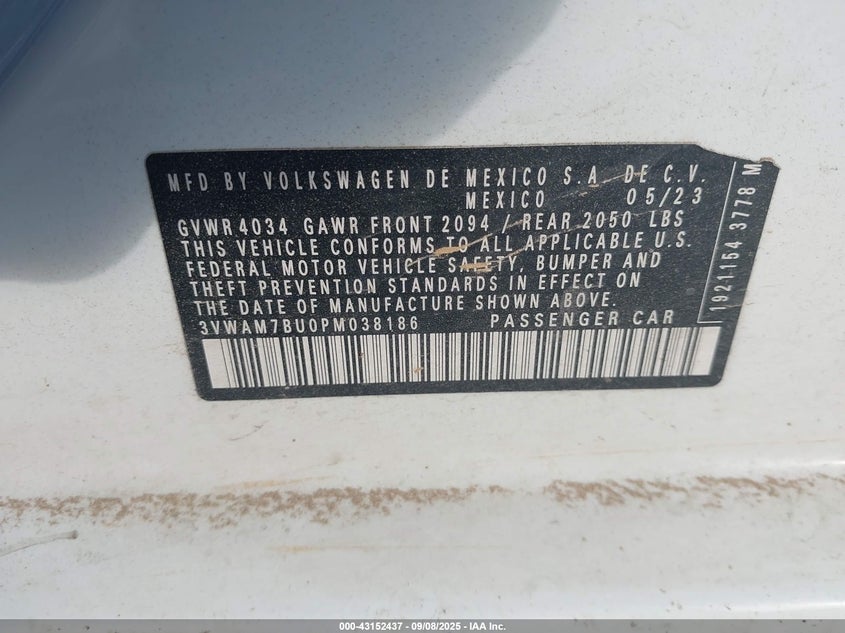 MFD BY VOLKSWAGEN DE MEXICO S.A. DE C.V.
MEXICO 05/23
GVWR 4034 GAWR FRONT 2094 / REAR 2050 LBS
THIS VEHICLE CONFORMS TO ALL APPLICABLE U.S.
FEDERAL MOTOR VEHICLE SAFETY, BUMPER AND
THEFT PREVENTION STANDARDS IN EFFECT ON
THE DATE OF MANUFACTURE SHOWN ABOVE.
3VWAM7BU0PM038186 PASSENGER CAR
1921154 3778 M
000-43152437 - 09/08/2025 - IAA Inc.